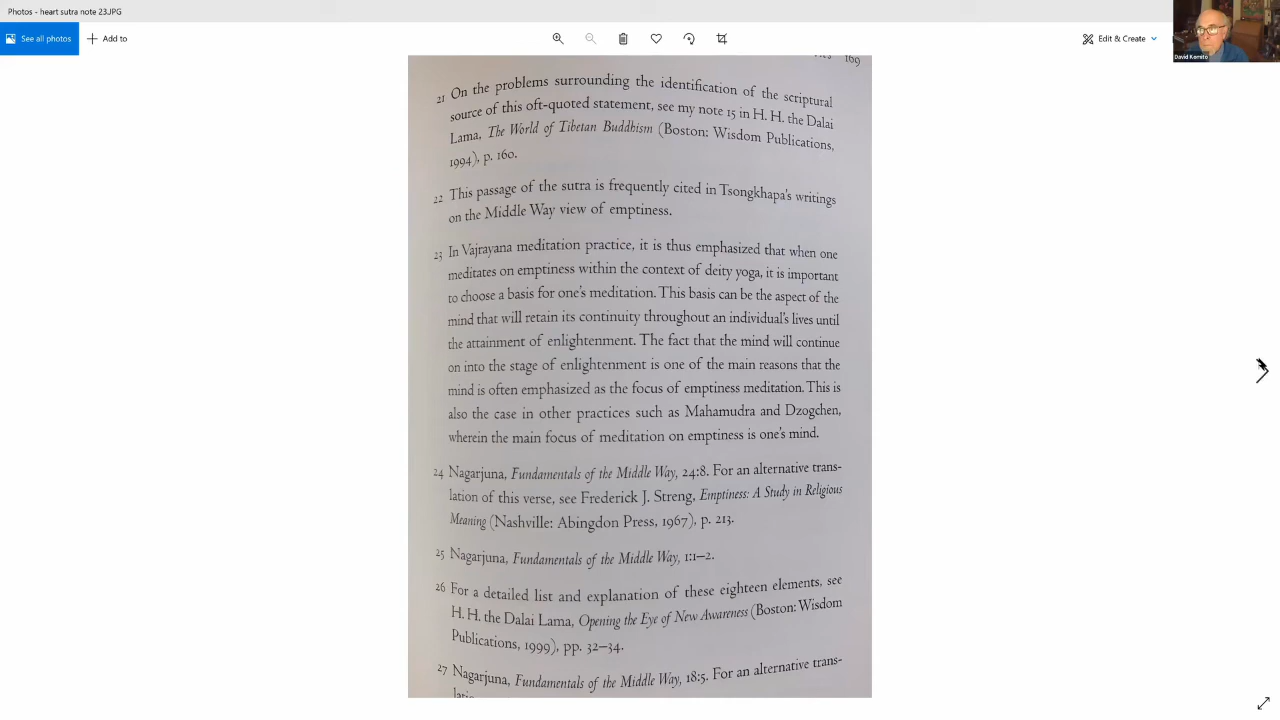 Photos - heart sutra note 23.JPG
See all photos
Add to
Edit & Create
David Komito
169
21 On the problems surrounding the identification of the scriptural
source of this oft-quoted statement, see my note 15 in H. H. the Dalai
Lama, The World of Tibetan Buddhism (Boston: Wisdom Publications,
1994), p. 160.
22 This passage of the sutra is frequently cited in Tsongkhapa's writings
on the Middle Way view of emptiness.
23 In Vajrayana meditation practice, it is thus emphasized that when one
meditates on emptiness within the context of deity yoga, it is important
to choose a basis for one's meditation. This basis can be the aspect of the
mind that will retain its continuity throughout an individual's lives until
the attainment of enlightenment. The fact that the mind will continue
on into the stage of enlightenment is one of the main reasons that the
mind is often emphasized as the focus of emptiness meditation. This is
also the case in other practices such as Mahamudra and Dzogchen,
wherein the main focus of meditation on emptiness is one's mind.
24 Nagarjuna, Fundamentals of the Middle Way, 24:8. For an alternative trans-
lation of this verse, see Frederick J. Streng, Emptiness: A Study in Religious
Meaning (Nashville: Abingdon Press, 1967), p. 213.
25 Nagarjuna, Fundamentals of the Middle Way, 1:1–2.
26 For a detailed list and explanation of these eighteen elements, see
H. H. the Dalai Lama, Opening the Eye of New Awareness (Boston: Wisdom
Publications, 1999), pp. 32–34.
27 Nagarjuna, Fundamentals of the Middle Way, 18:5. For an alternative trans-